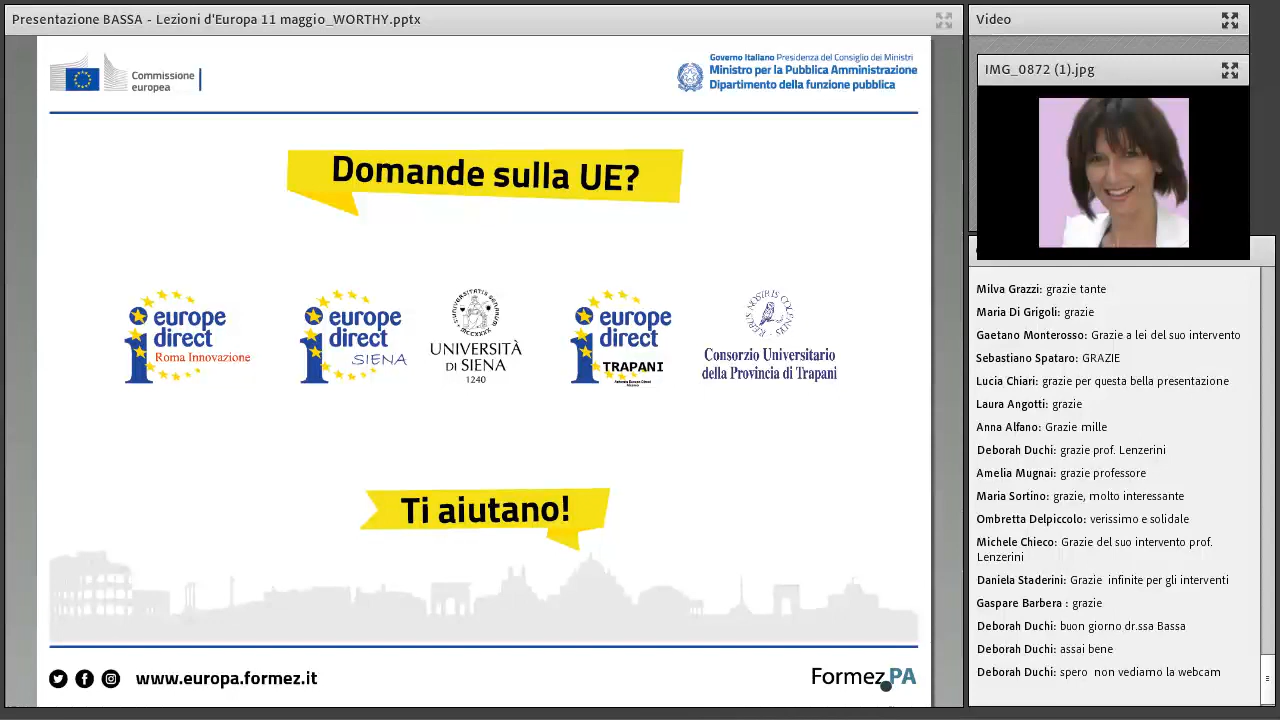 Presentazione BASSA - Lezioni d'Europa 11 maggio_WORTHY.pptx
Commissione
europea
Governo Italiano Presidenza del Consiglio dei Ministri
Ministro per la Pubblica Amministrazione
Dipartimento della funzione pubblica
Domande sulla UE?
europe
direct
Roma Innovazione
europe
direct
SIENA
UNIVERSITÀ
DI SIENA
1240
europe
direct
TRAPANI
Consorzio Universitario
della Provincia di Trapani
Ti aiutano!
www.europa.formez.it
Formez PA
Video
IMG_0872 (1).jpg
Milva Grazzi: grazie tante
Maria Di Grigoli: grazie
Gaetano Monterosso: Grazie a lei del suo intervento
Sebastiano Spataro: GRAZIE
Lucia Chiari: grazie per questa bella presentazione
Laura Angotti: grazie
Anna Alfano: Grazie mille
Deborah Duchi: grazie prof. Lenzerini
Amelia Mugnai: grazie professore
Maria Sortino: grazie, molto interessante
Ombretta Delpiccolo: verissimo e solidale
Michele Chieco: Grazie del suo intervento prof.
Lenzerini
Daniela Staderini: Grazie  infinite per gli interventi
Gaspare Barbera : grazie
Deborah Duchi: buon giorno dr.ssa Bassa
Deborah Duchi: assai bene
Deborah Duchi: spero  non vediamo la webcam